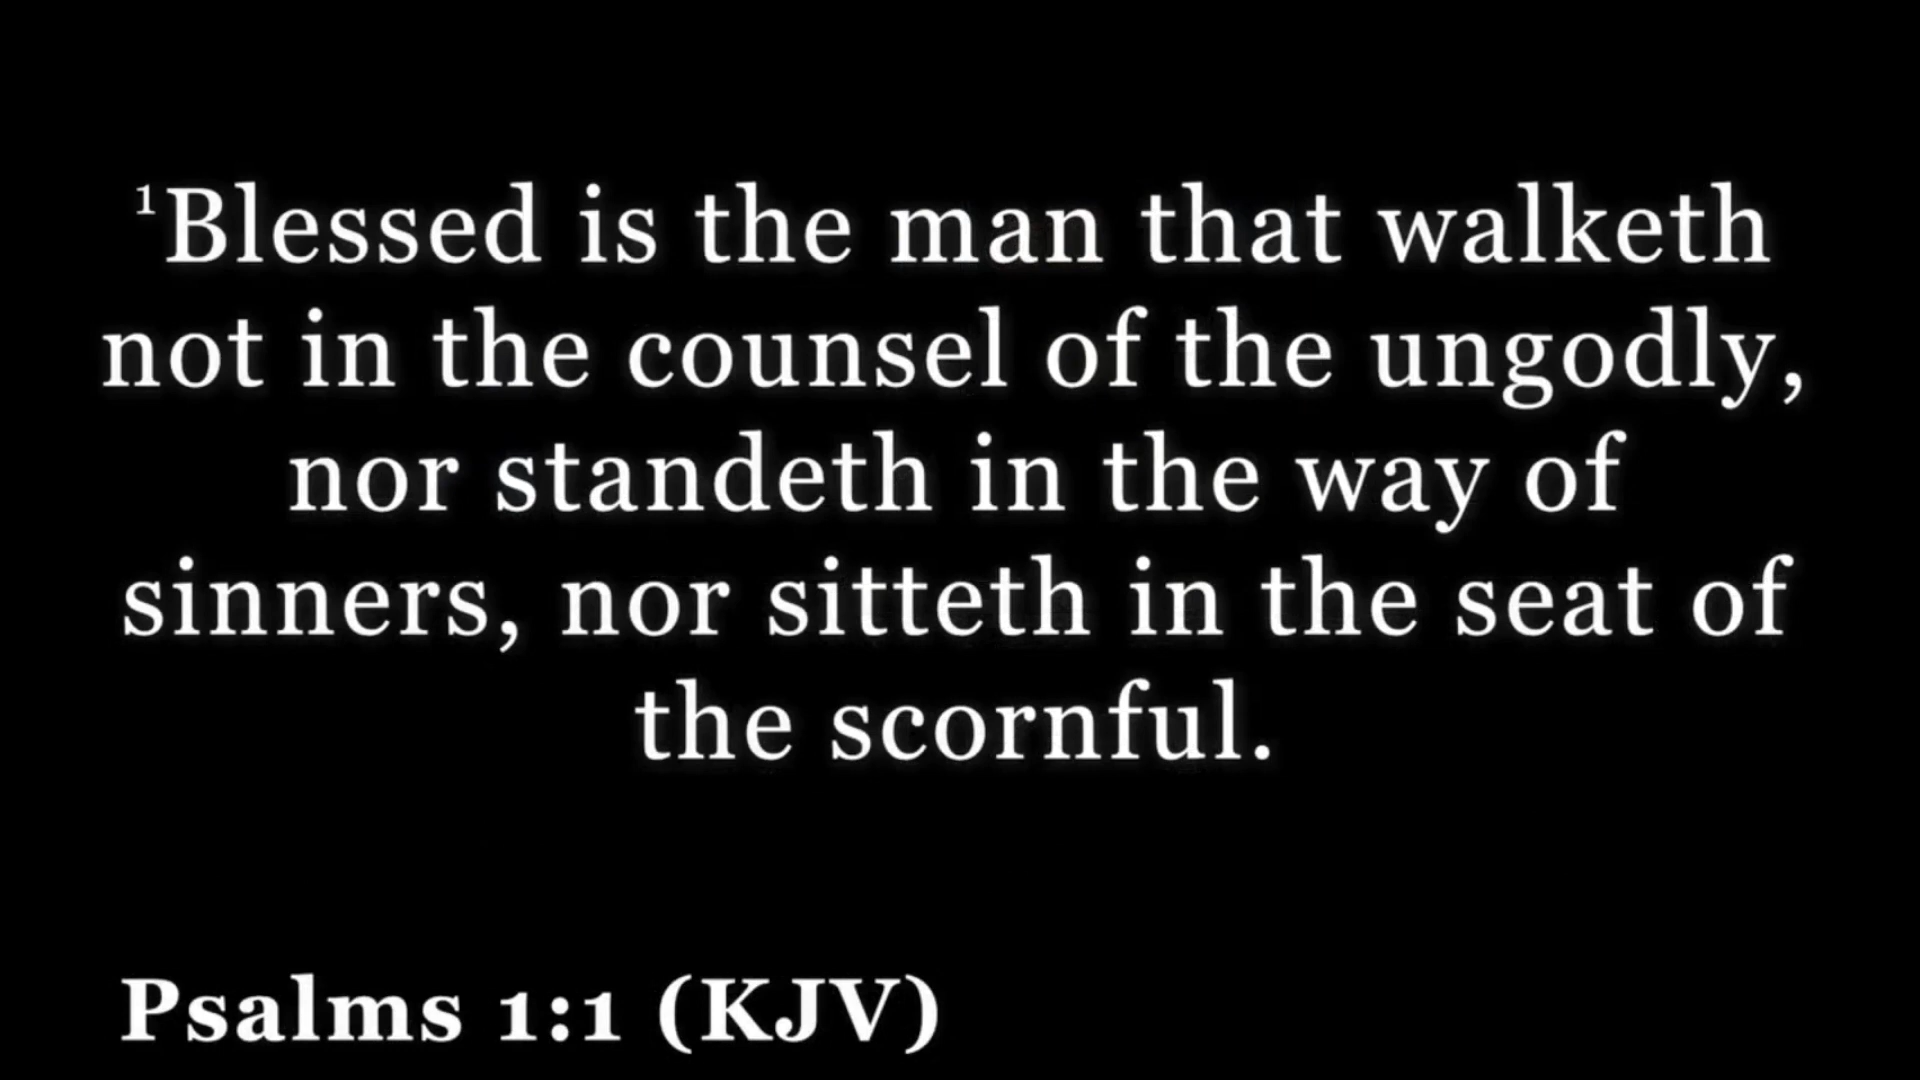 ¹Blessed is the man that walketh
not in the counsel of the ungodly,
nor standeth in the way of
sinners, nor sitteth in the seat of
the scornful.
Psalms 1:1 (KJV)